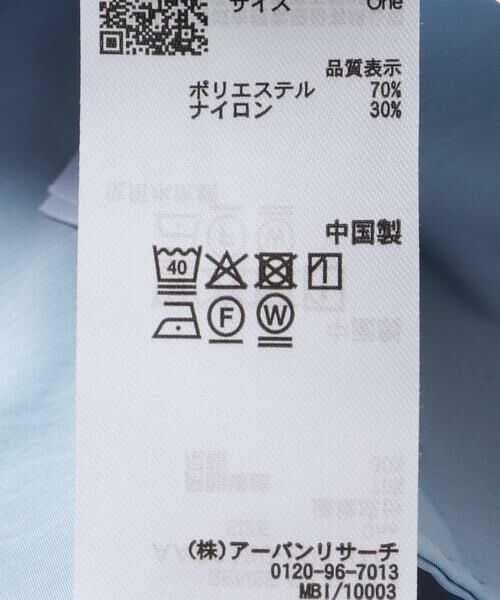 サイズ One
品質表示
ポリエステル 70%
ナイロン 30%
中国製
40
F W
(株)アーバンリサーチ
0120-96-7013
MBI/10003